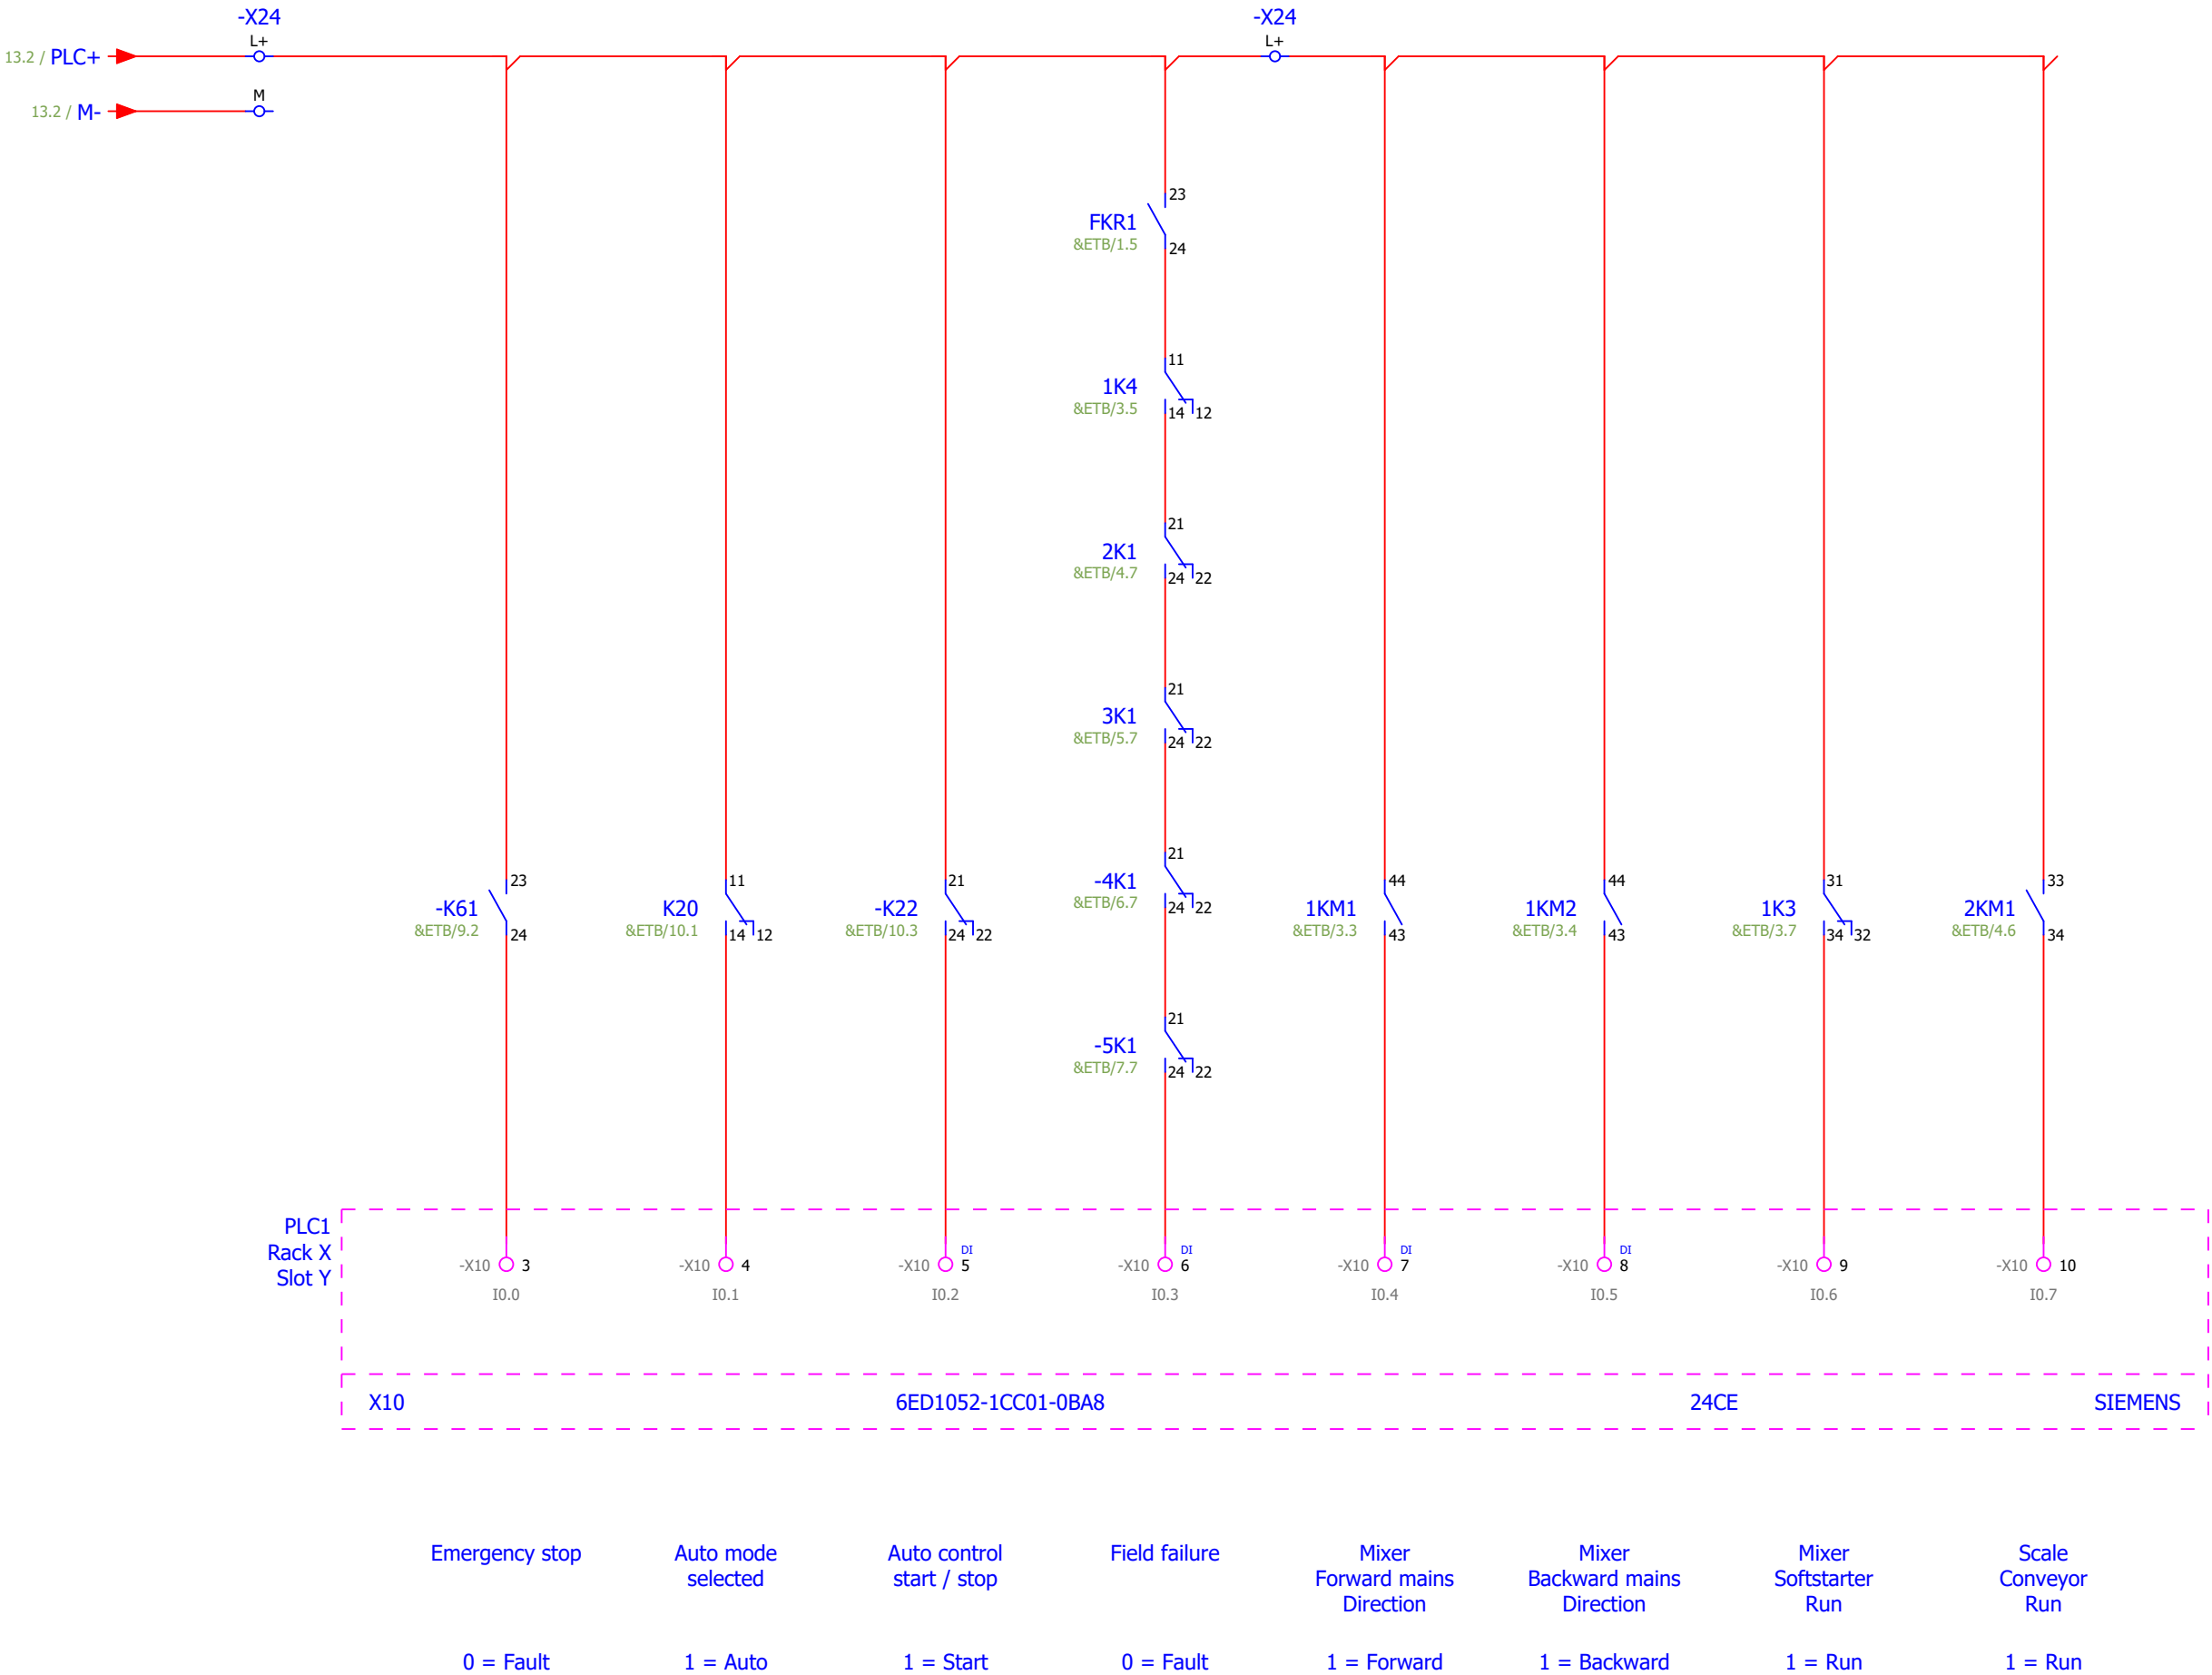 -X24
-X24
L+
L+
13.2 / PLC+
M
13.2 / M-
23
FKR1
&ETB/1.5
24
11
1K4
&ETB/3.5
14 12
21
2K1
&ETB/4.7
24 22
21
3K1
&ETB/5.7
24 22
21
-4K1
&ETB/6.7
24 22
23
-K61
&ETB/9.2
24
11
K20
&ETB/10.1
14 12
21
-K22
&ETB/10.3
24 22
44
1KM1
&ETB/3.3
43
44
1KM2
&ETB/3.4
43
31
1K3
&ETB/3.7
34 32
33
2KM1
&ETB/4.6
34
21
-5K1
&ETB/7.7
24 22
PLC1
Rack X
Slot Y
-X10 3
I0.0
-X10 4
I0.1
DI
-X10 5
I0.2
DI
-X10 6
I0.3
DI
-X10 7
I0.4
DI
-X10 8
I0.5
-X10 9
I0.6
-X10 10
I0.7
X10
6ED1052-1CC01-0BA8
24CE
SIEMENS
Emergency stop
0 = Fault
Auto mode
selected
1 = Auto
Auto control
start / stop
1 = Start
Field failure
0 = Fault
Mixer
Forward mains
Direction
1 = Forward
Mixer
Backward mains
Direction
1 = Backward
Mixer
Softstarter
Run
1 = Run
Scale
Conveyor
Run
1 = Run